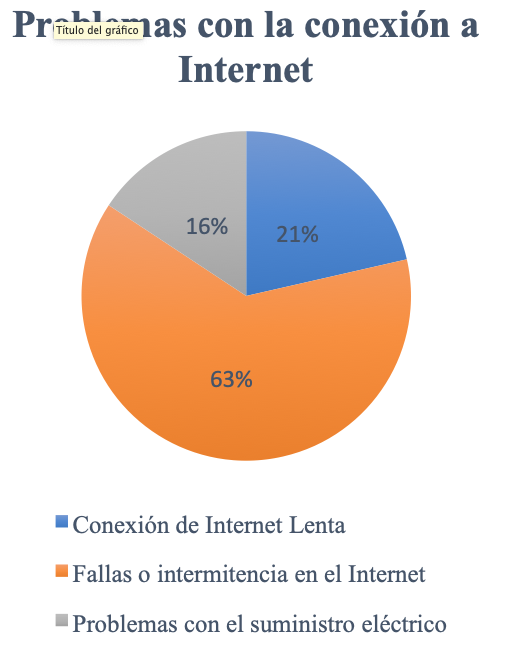 Problemas con la conexión a
Título del gráfico
Internet
16%
21%
63%
Conexión de Internet Lenta
Fallas o intermitencia en el Internet
Problemas con el suministro eléctrico